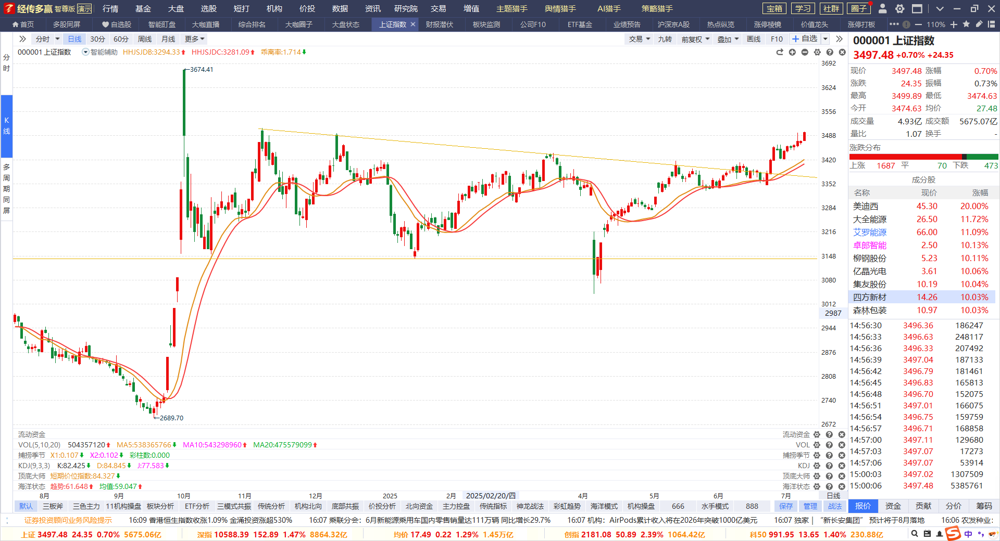 经传多赢 智尊版 演示 行情 基金 大盘 选股 短打 机构 价投 数据 资讯 研究院 交易 增值 主题猎手 舆情猎手 AI猎手 策略猎手 宝箱 学习 社群 圈子
首页 多股同屏 自选股 智能盯盘 大咖直播 综合排名 大咖圈子 大盘状态 上证指数 财报潜伏 板块监测 公司F10 ETF基金 业绩预告 沪深京A股 热点纵览 涨停棱镜 价值龙头 涨停打板 110%
分时 日线 30分 60分 周线 月线 更多 交易 九转 前复权 叠加 画线 F10 自选
000001 上证指数 智能辅助 HHJSJDB:3294.33 HHJSJDC:3281.09 乖离率:1.714
分时
K线
多周期同屏
3692
3624
3556
3488
3420
3352
3284
3216
3148
3080
3012
2987
2944
2876
2808
2740
2672
3674.41
2689.70
流动资金 流动资金
VOL(5,10,20) 504357120 MA5:538365766 MA10:543298960 MA20:475579099 VOL
捕捞季节 X1:0.107 X2:0.102 彩柱数:0.000 捕捞季节
KDJ(9,3,3) K:82.425 D:84.845 J:77.583 KDJ
顶底大师 短期价位指数:84.327 顶底大师
海洋状态 趋势:61.648 均值:59.047 海洋状态
8月 9月 10月 11月 12月 2025 2月 2025/02/20/四 4月 5月 6月 7月 日线
默认 三板斧 三色主力 11机构操盘 板块分析 ETF分析 三模式共振 传统分析 机构北向 底部共振 价投分析 北向资金 主力控盘 传统指标 神龙战法 彩虹趋势 海洋模式 机构操盘 666 水手模式 888 保存 管理 战法
000001 上证指数
3497.48 +0.70% +24.35
现价 3497.48 涨幅 0.70%
涨跌 24.35 振幅 0.73%
最高 3499.89 最低 3474.63
今开 3474.63 均价 27.48
成交量 4.93亿 成交额 5675.07亿
量比 1.07 换手 -
涨跌分布
上涨 1687 平 70 下跌 473
成分股
名称 现价 涨幅
美迪西 45.30 20.00%
大全能源 26.50 11.72%
艾罗能源 66.00 11.09%
卓郎智能 2.50 10.13%
柳钢股份 5.23 10.11%
亿晶光电 3.61 10.06%
集友股份 10.19 10.04%
四方新材 14.26 10.03%
森林包装 10.97 10.03%
14:56:30 3496.36 186247
14:56:33 3496.63 248117
14:56:36 3496.33 207492
14:56:39 3497.04 187133
14:56:42 3496.79 181461
14:56:45 3496.83 165813
14:56:48 3496.70 152075
14:56:51 3497.01 166075
14:56:54 3496.75 159759
14:56:57 3496.71 168858
14:57:00 3497.11 129680
14:57:03 3497.07 17273
14:57:06 3497.07 53914
15:00:03 3497.02 1307509
15:00:06 3497.48 5385761
报价 资金 贡献 分价 筹码
证券投资顾问业务风险提示 16:09 香港恒生指数收涨1.09% 金涌投资涨超530% 16:07 乘联分会：6月新能源乘用车国内零售销量达111万辆 同比增长29.7% 16:07 机构：AirPods累计收入将在2026年突破1000亿美元 16:07 独家│“新长安集团” 预计将于8月落地 16:06 农发种业:
上证 3497.48 24.35 0.70% 5675.06亿 深指 10588.39 152.89 1.47% 8864.32亿 均价 17.49 0.22 1.29% 1.45万亿 创指 2181.08 50.89 2.39% 1064.42亿 科50 991.95 13.65 1.40% 230.88亿 中